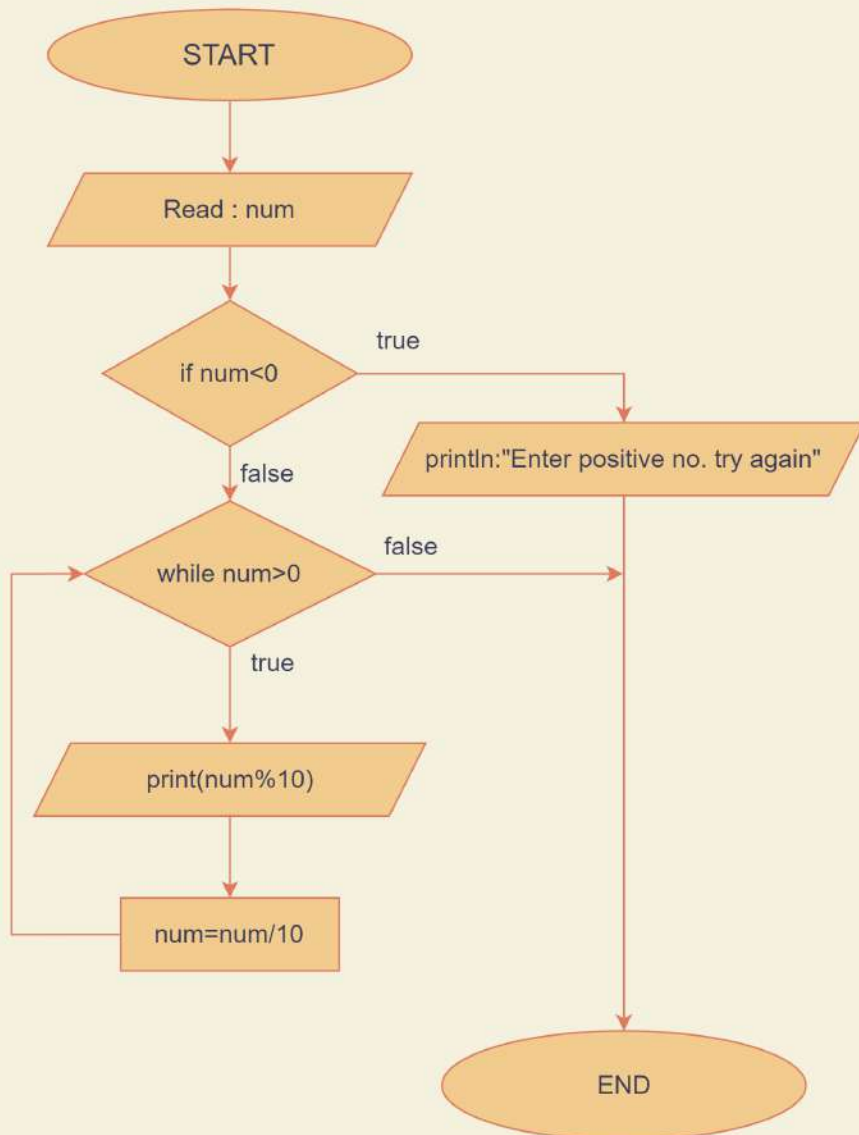 START
Read : num
true
if num<0
println:"Enter positive no. try again"
false
false
while num>0
true
print(num%10)
num=num/10
END